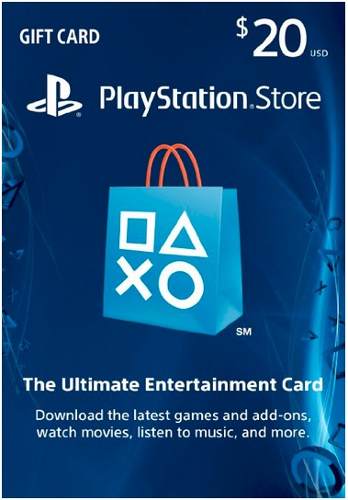 GIFT CARD
$20 USD
PlayStation®Store
SM
The Ultimate Entertainment Card
Download the latest games and add-ons,
watch movies, listen to music, and more.